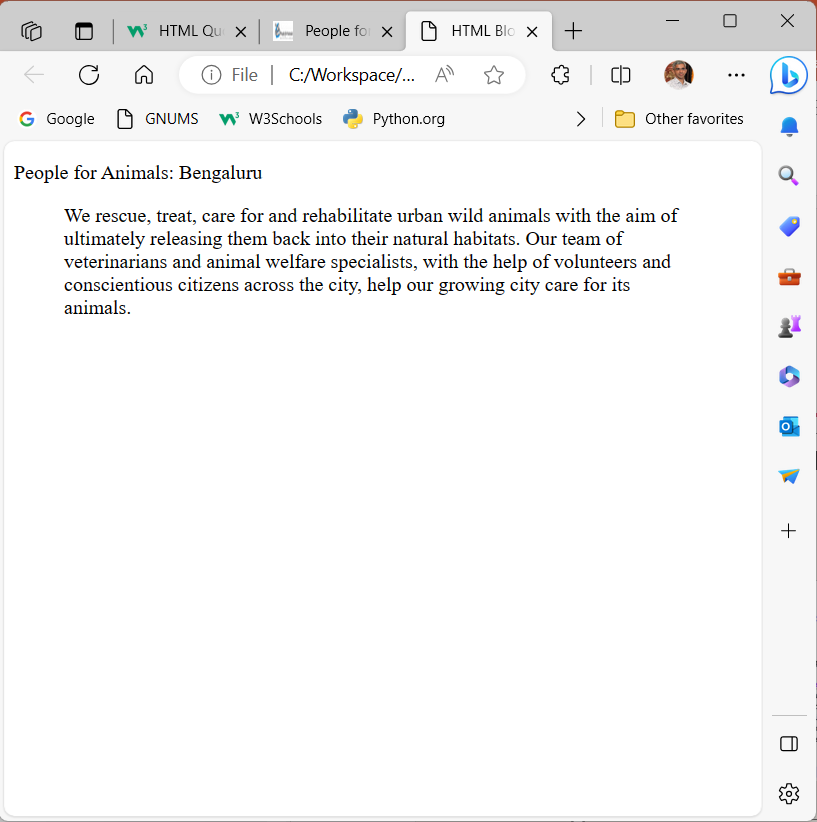 HTML Qu
People fo
HTML Blo
File
C:/Workspace/...
Google
GNUMS
W3Schools
Python.org
Other favorites
People for Animals: Bengaluru
We rescue, treat, care for and rehabilitate urban wild animals with the aim of
ultimately releasing them back into their natural habitats. Our team of
veterinarians and animal welfare specialists, with the help of volunteers and
conscientious citizens across the city, help our growing city care for its
animals.